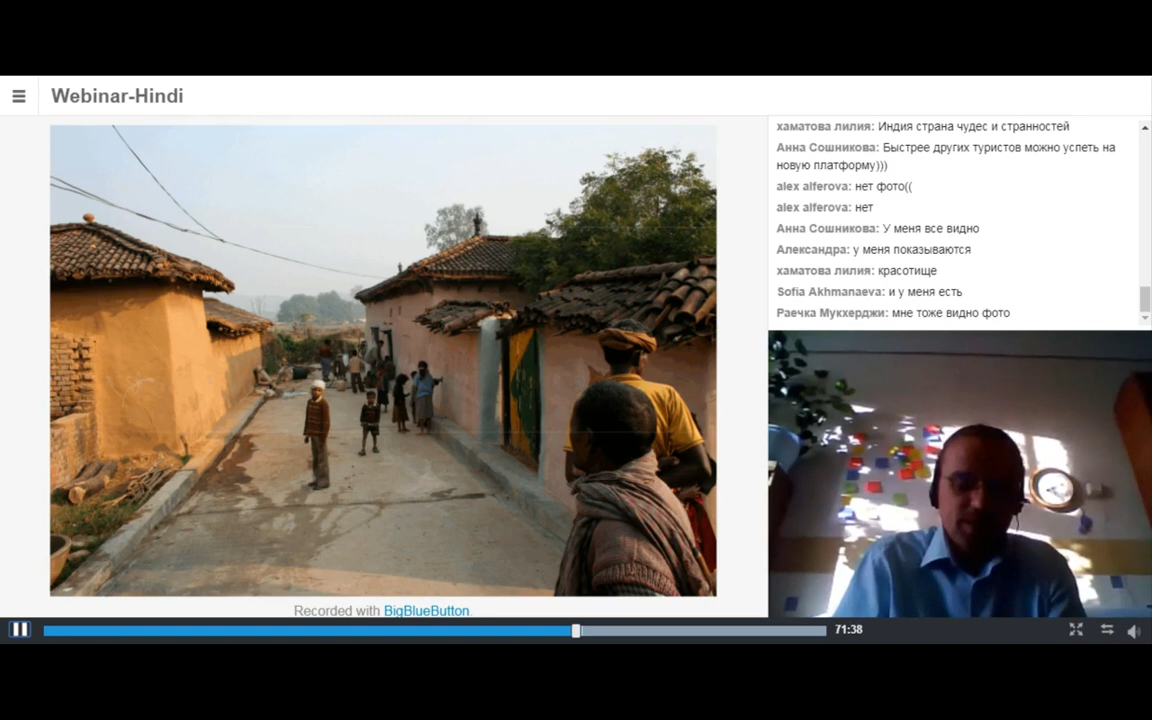 Webinar-Hindi
хаматова лилия: Индия страна чудес и странностей
Анна Сошникова: Быстрее других туристов можно успеть на
новую платформу)))
alex alferova: нет фото((
alex alferova: нет
Анна Сошникова: У меня все видно
Александра: у меня показываются
хаматова лилия: красотище
Sofia Akhmanaeva: и у меня есть
Раечка Мукхерджи: мне тоже видно фото
Recorded with BigBlueButton.
71:38